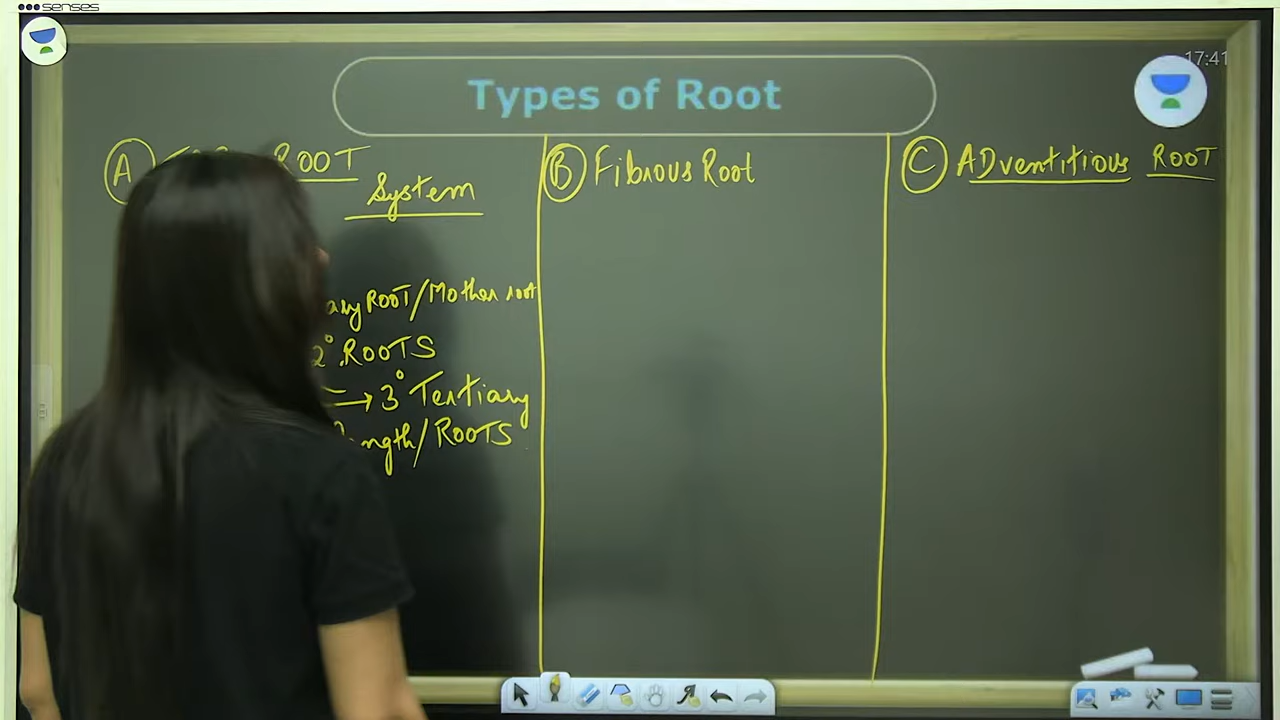 senses
17:41
Types of Root
A ROOT
System
ROOT/Mother root
2° ROOTS
→ 3° Tertiary
ROOTS
B Fibrous Root
C ADventitious ROOT